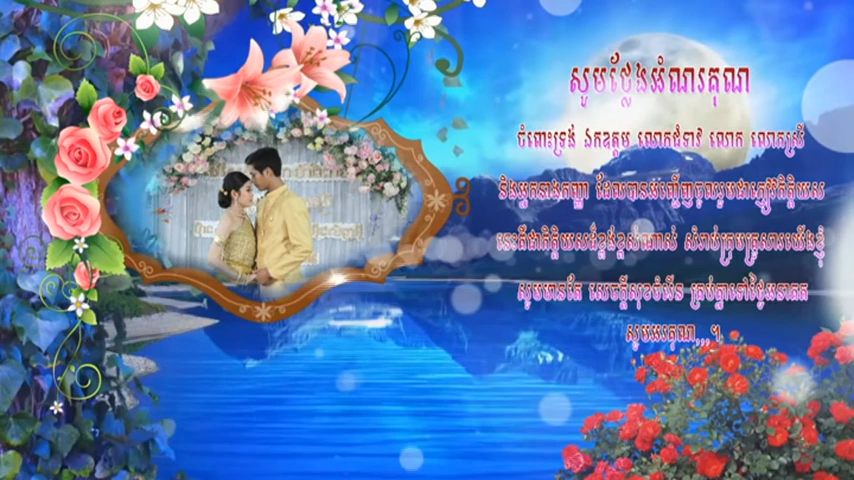 សូមថ្លែងអំណរគុណ
ចំពោះទ្រង់ ឯកឧត្តម លោកជំទាវ លោក លោកស្រី
និងអ្នកនាងកញ្ញា ដែលបានអញ្ជើញចូលរួមជាភ្ញៀវកិត្តិយស
នេះគឺជាកិត្តិយសដ៏ខ្ពង់ខ្ពស់ណាស់ សំរាប់ក្រុមគ្រួសារយើងខ្ញុំ
សូមមានតែ សេចក្តីសុខចំរើន គ្រប់គ្នាទៅថ្ងៃអនាគត
សូមអរគុណ...។